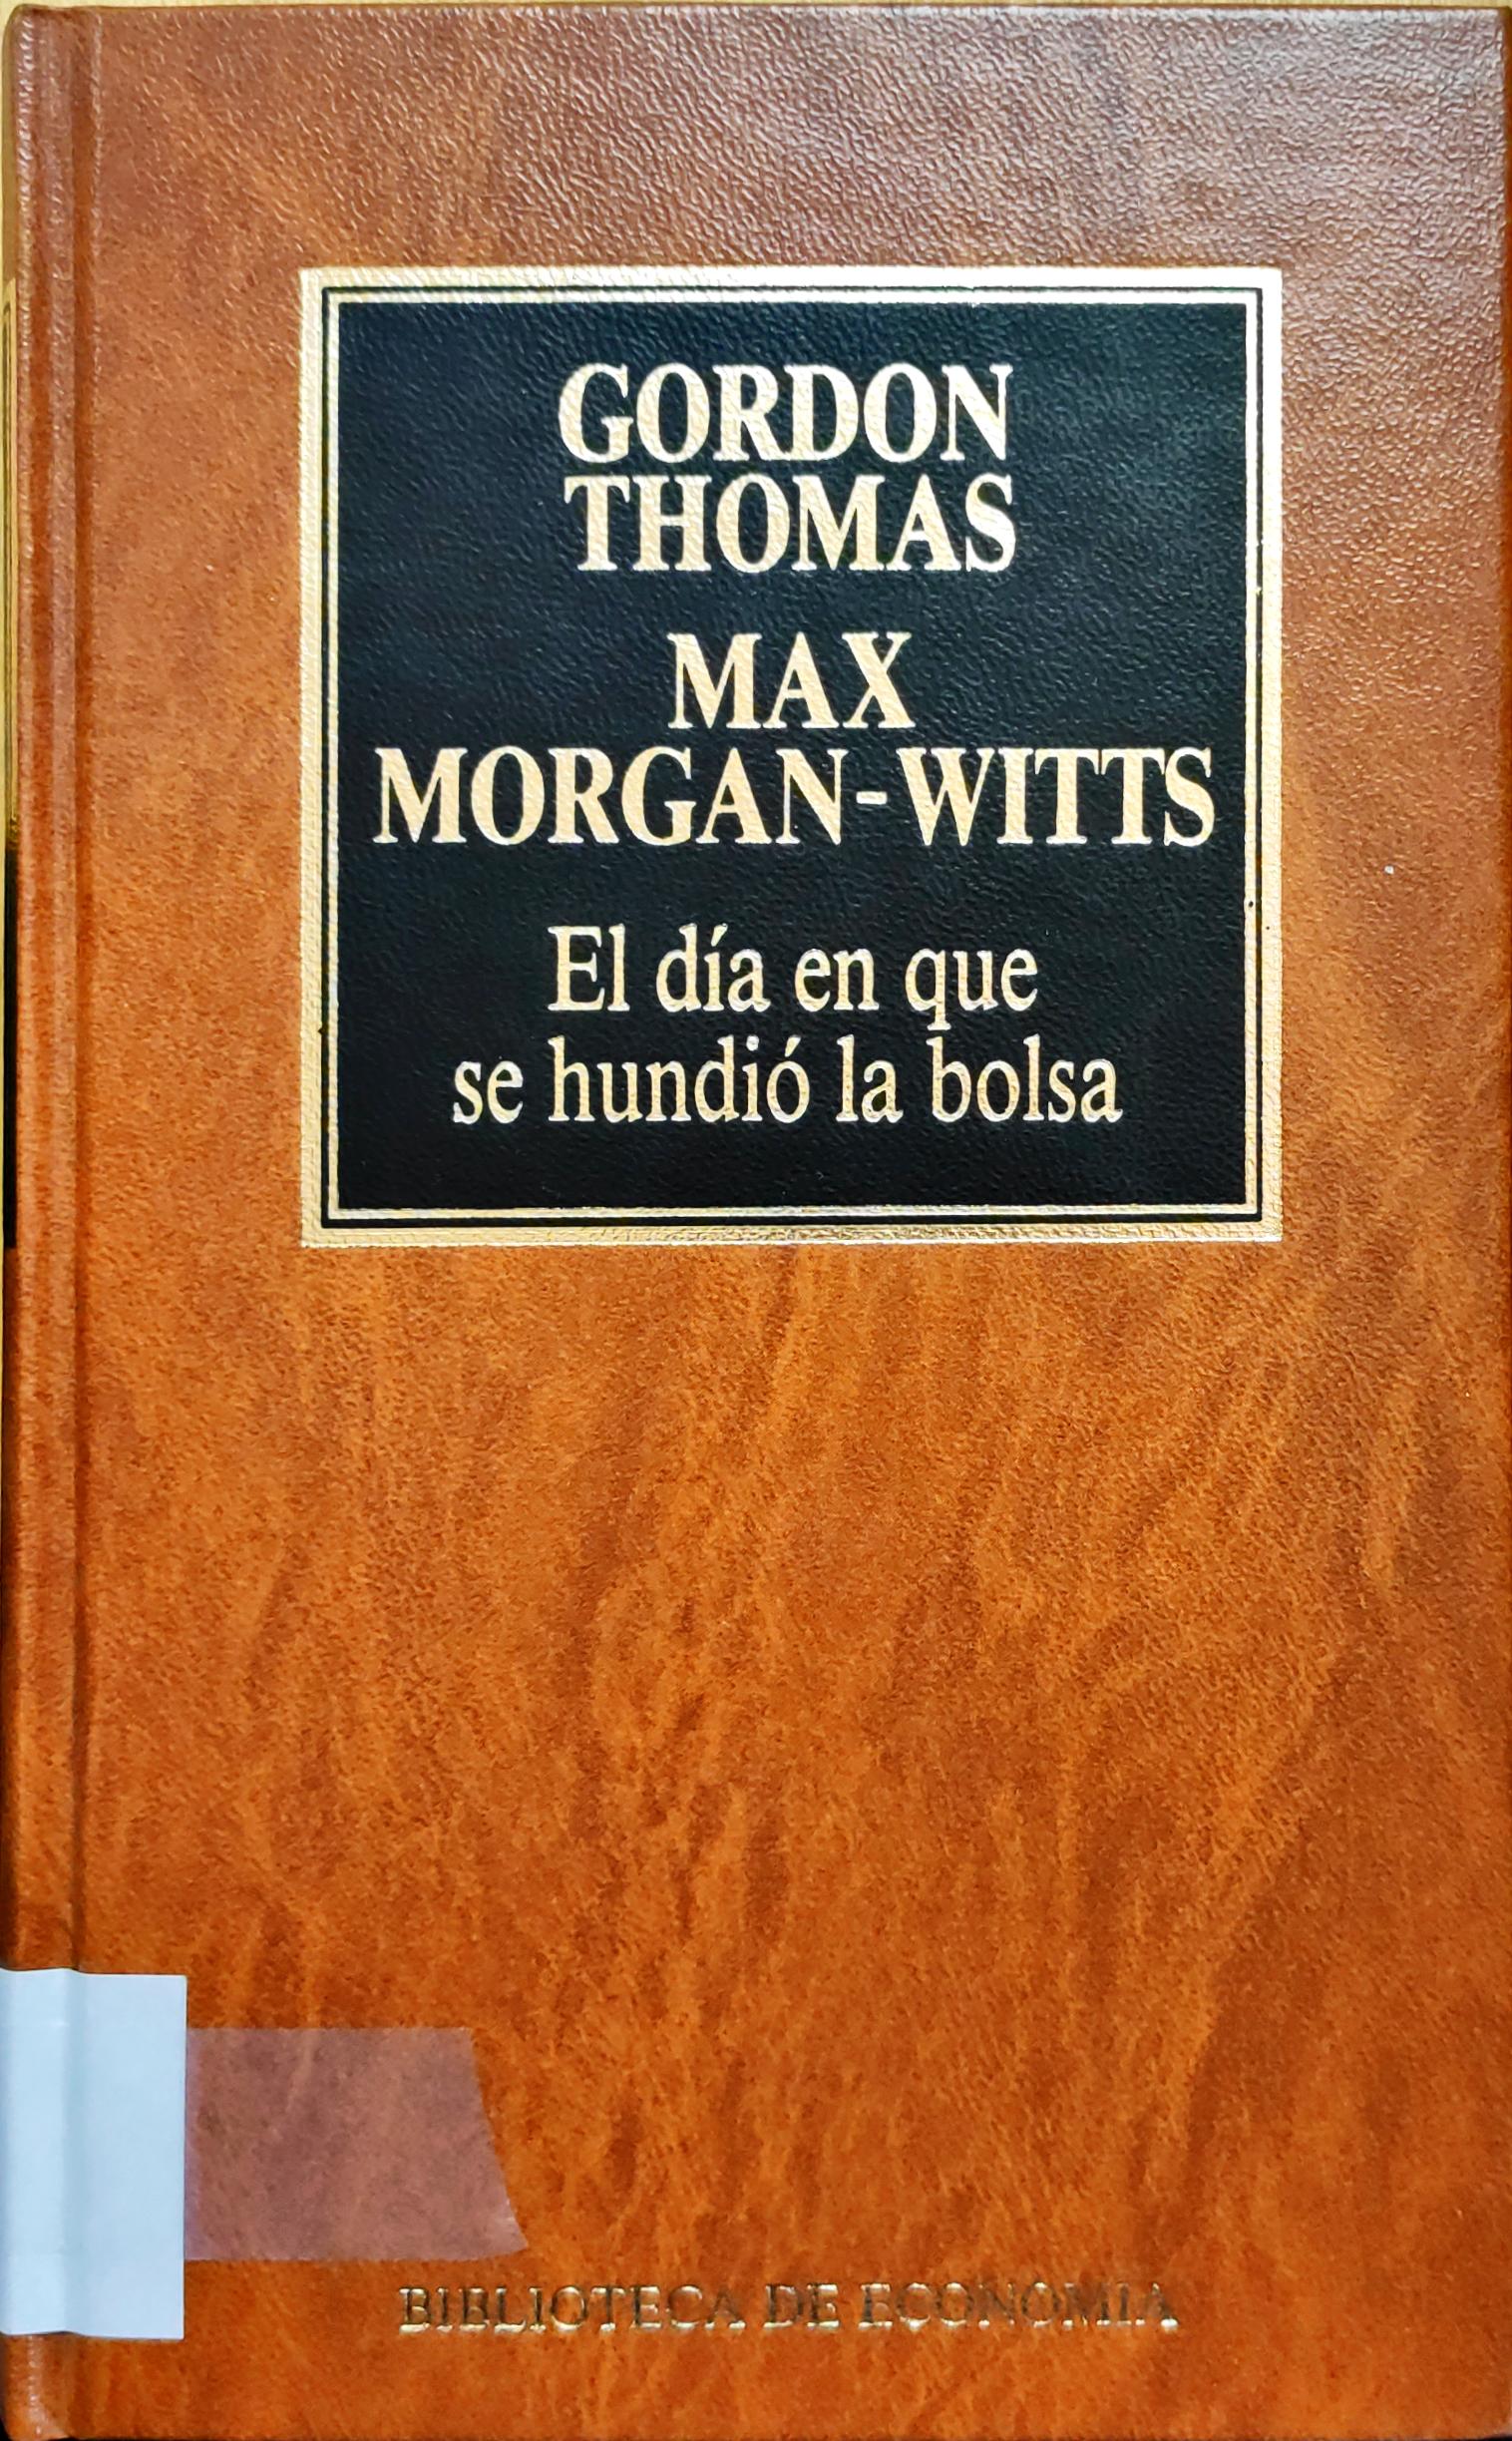 GORDON
THOMAS
MAX
MORGAN-WITTS
El día en que
se hundió la bolsa
BIBLIOTECA DE ECONOMIA